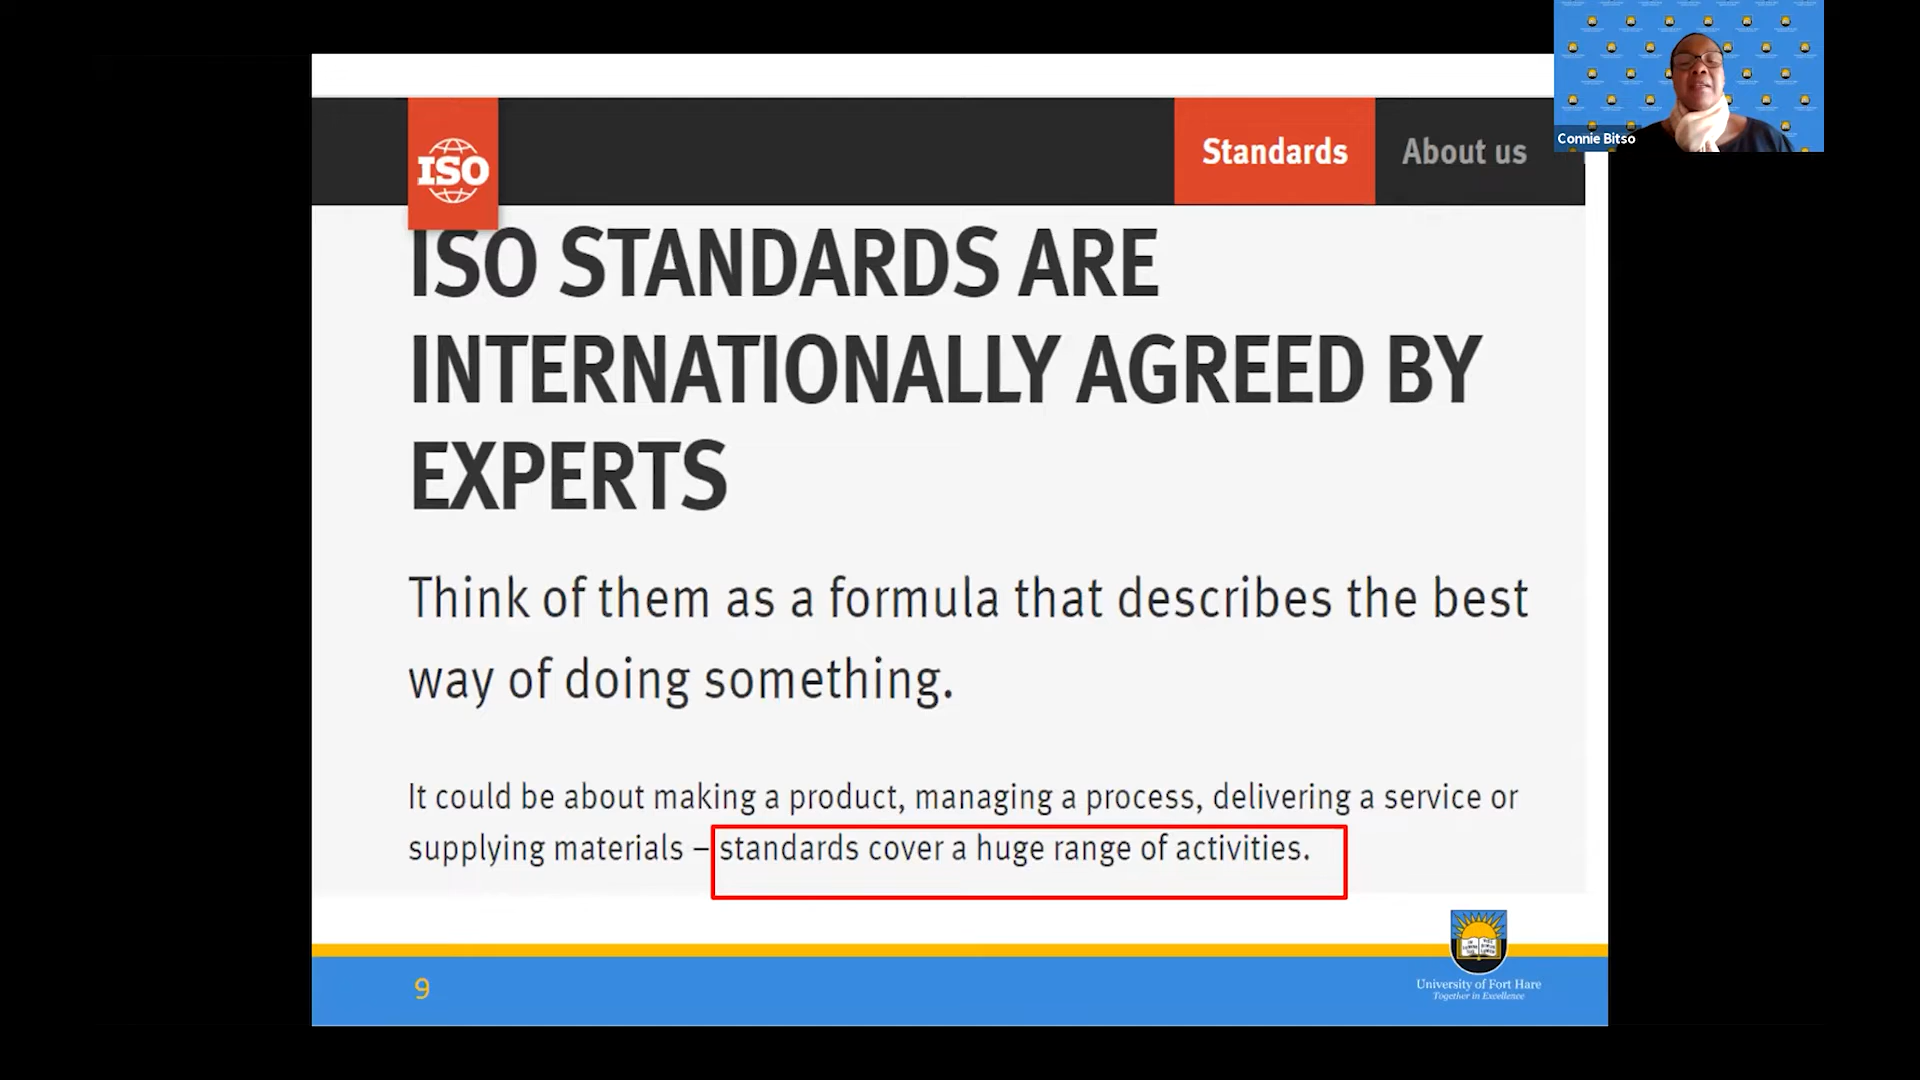 Connie Bitso
ISO
Standards
About us
ISO STANDARDS ARE
INTERNATIONALLY AGREED BY
EXPERTS
Think of them as a formula that describes the best
way of doing something.
It could be about making a product, managing a process, delivering a service or
supplying materials – standards cover a huge range of activities.
9
University of Fort Hare
Together in Excellence